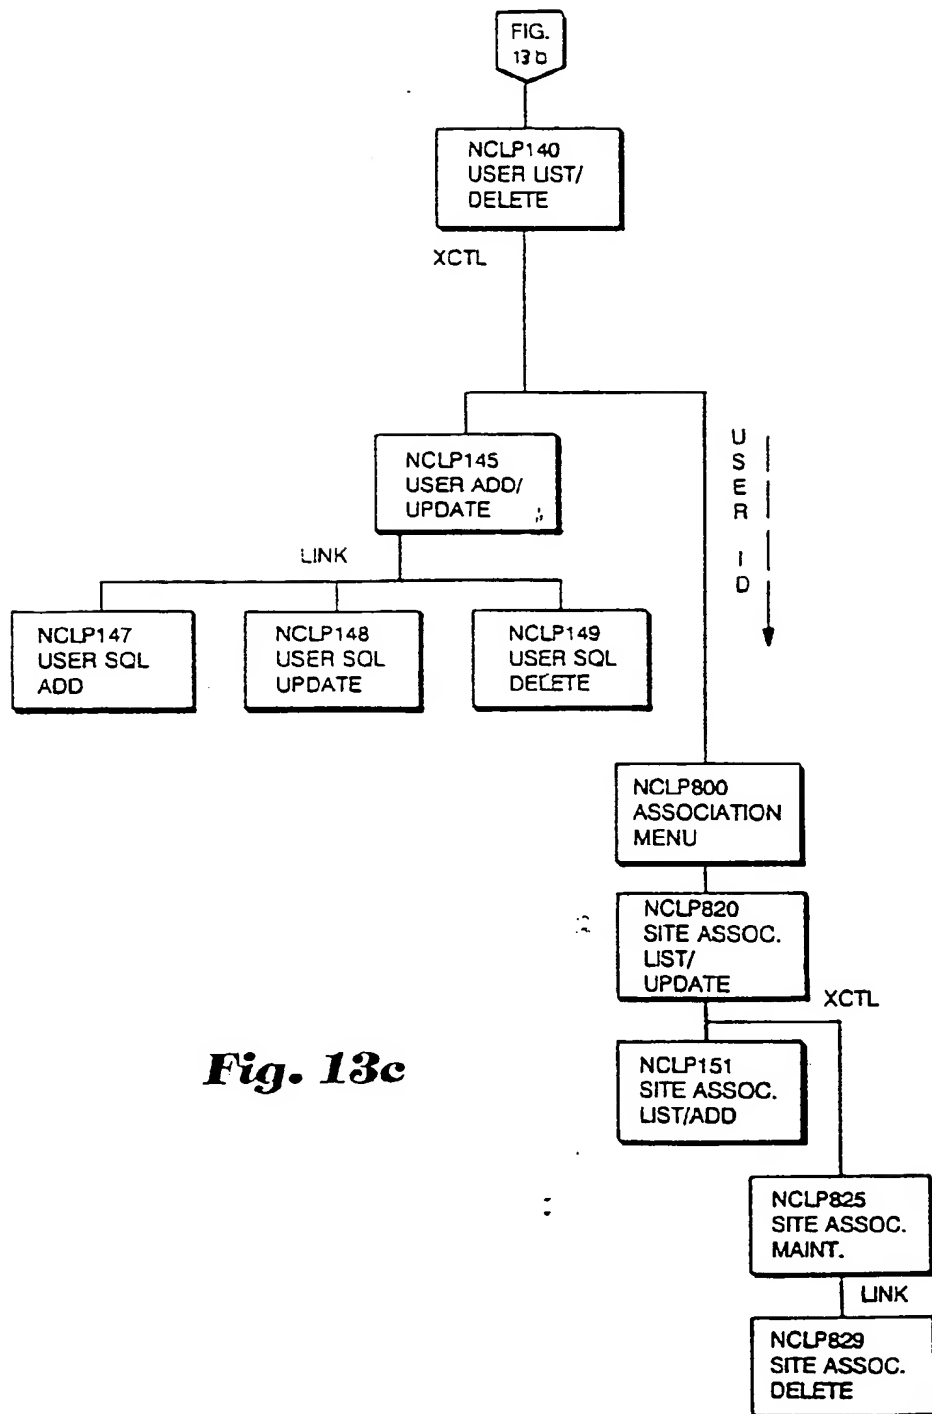 FIG.
13b
NCLP140
USER LIST/
DELETE
XCTL
NCLP145
USER ADD/
UPDATE
USER ID
LINK
NCLP147
USER SQL
ADD
NCLP148
USER SQL
UPDATE
NCLP149
USER SQL
DELETE
NCLP800
ASSOCIATION
MENU
NCLP820
SITE ASSOC.
LIST/
UPDATE
XCTL
NCLP151
SITE ASSOC.
LIST/ADD
Fig. 13c
NCLP825
SITE ASSOC.
MAINT.
LINK
NCLP829
SITE ASSOC.
DELETE